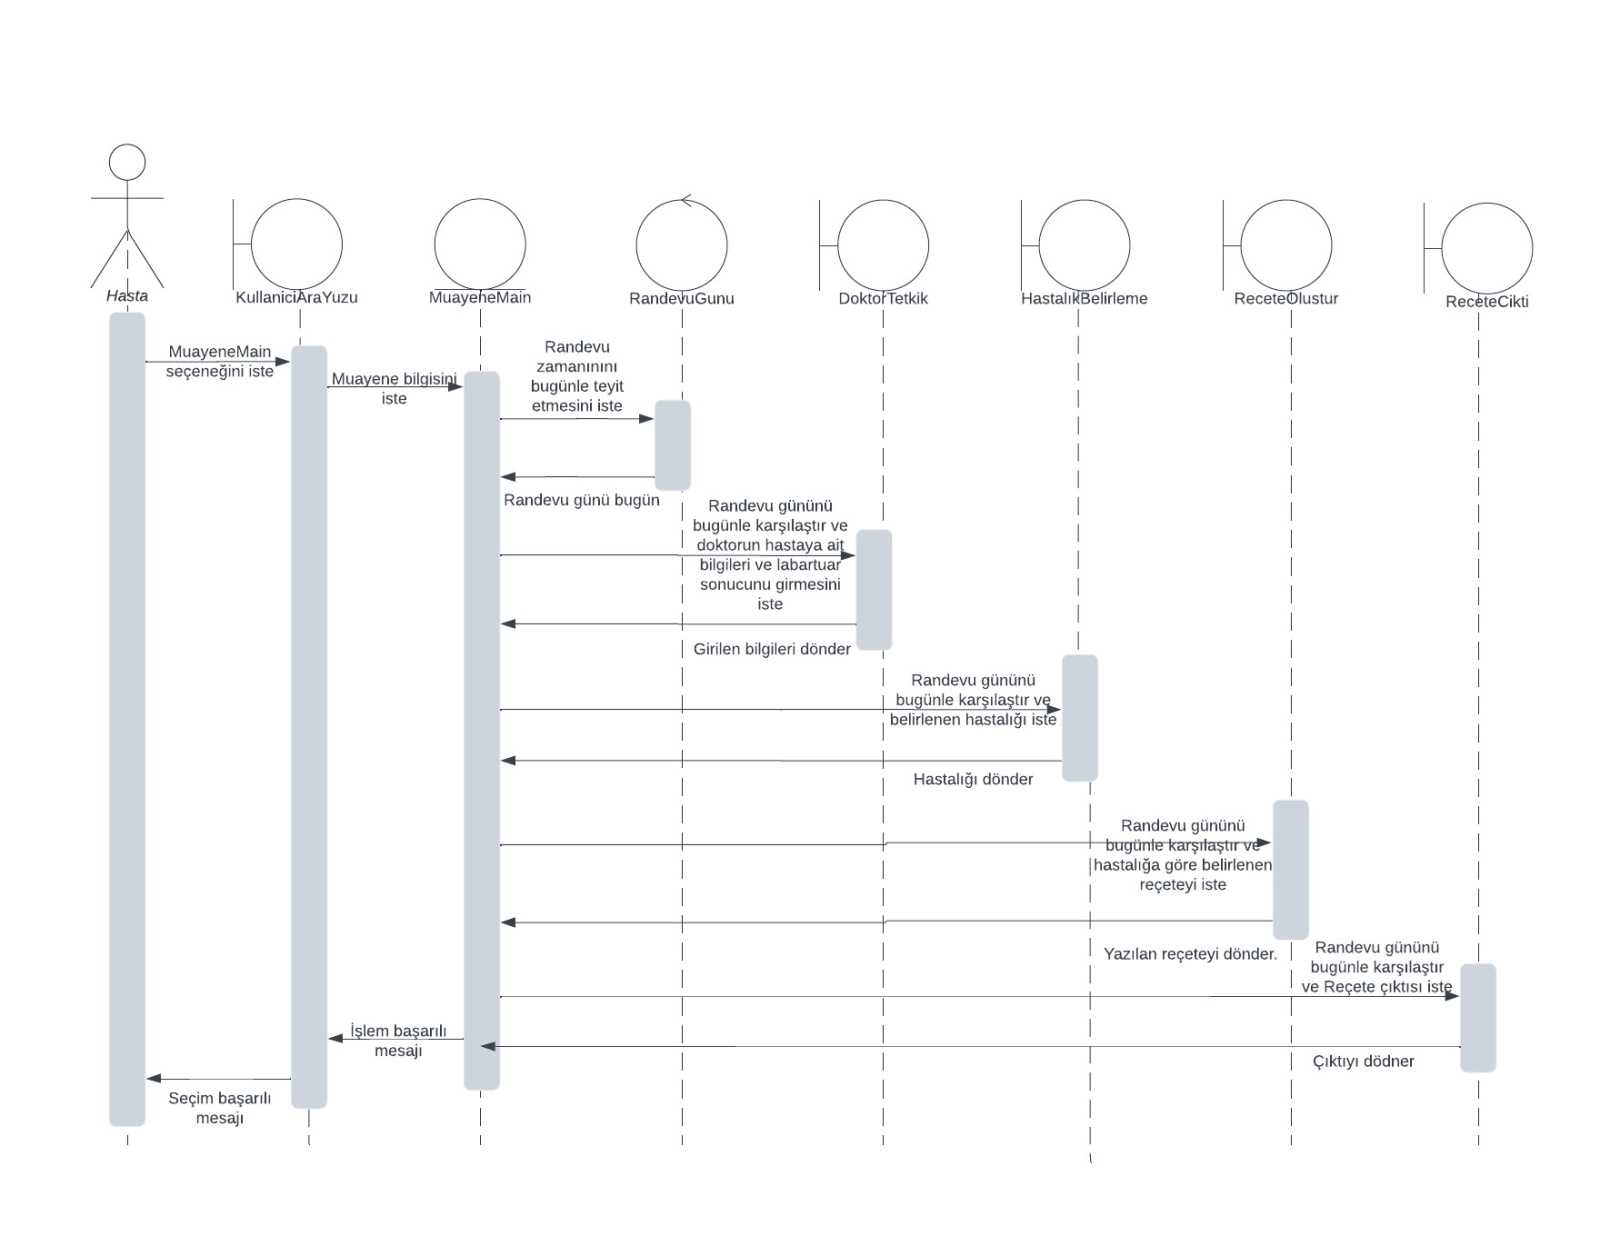 Hasta
KullaniciAraYuzu
MuayeneMain
RandevuGunu
DoktorTetkik
HastalıkBelirleme
ReceteOlustur
ReceteCikti
MuayeneMain
seçeneğini iste
Muayene bilgisini
iste
Randevu
zamanınını
bugünle teyit
etmesini iste
Randevu günü bugün
Randevu gününü
bugünle karşılaştır ve
doktorun hastaya ait
bilgileri ve labartuar
sonucunu girmesini
iste
Girilen bilgileri dönder
Randevu gününü
bugünle karşılaştır ve
belirlenen hastalığı iste
Hastalığı dönder
Randevu gününü
bugünle karşılaştır ve
hastalığa göre belirlenen
reçeteyi iste
Yazılan reçeteyi dönder.
Randevu gününü
bugünle karşılaştır
ve Reçete çıktısı iste
İşlem başarılı
mesajı
Çıktıyı dödner
Seçim başarılı
mesajı